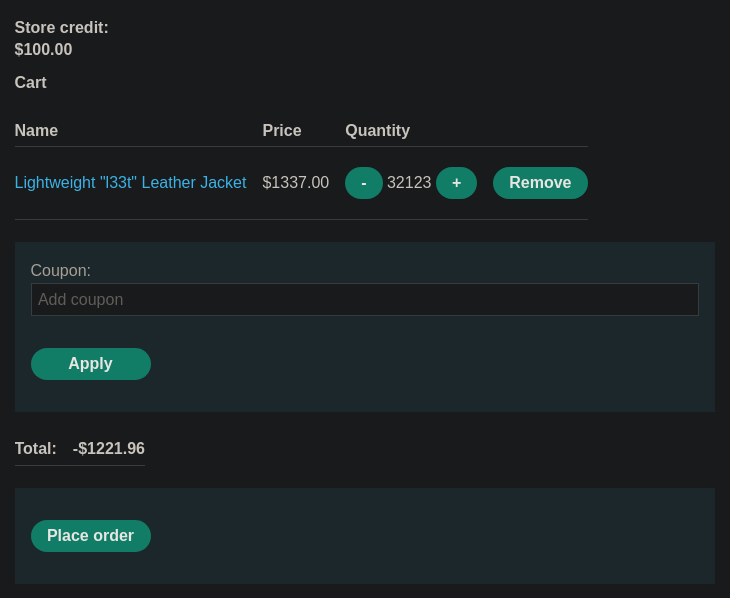 Store credit:
$100.00
Cart
Name Price Quantity
Lightweight "l33t" Leather Jacket $1337.00 - 32123 + Remove
Coupon:
Add coupon
Apply
Total: -$1221.96
Place order